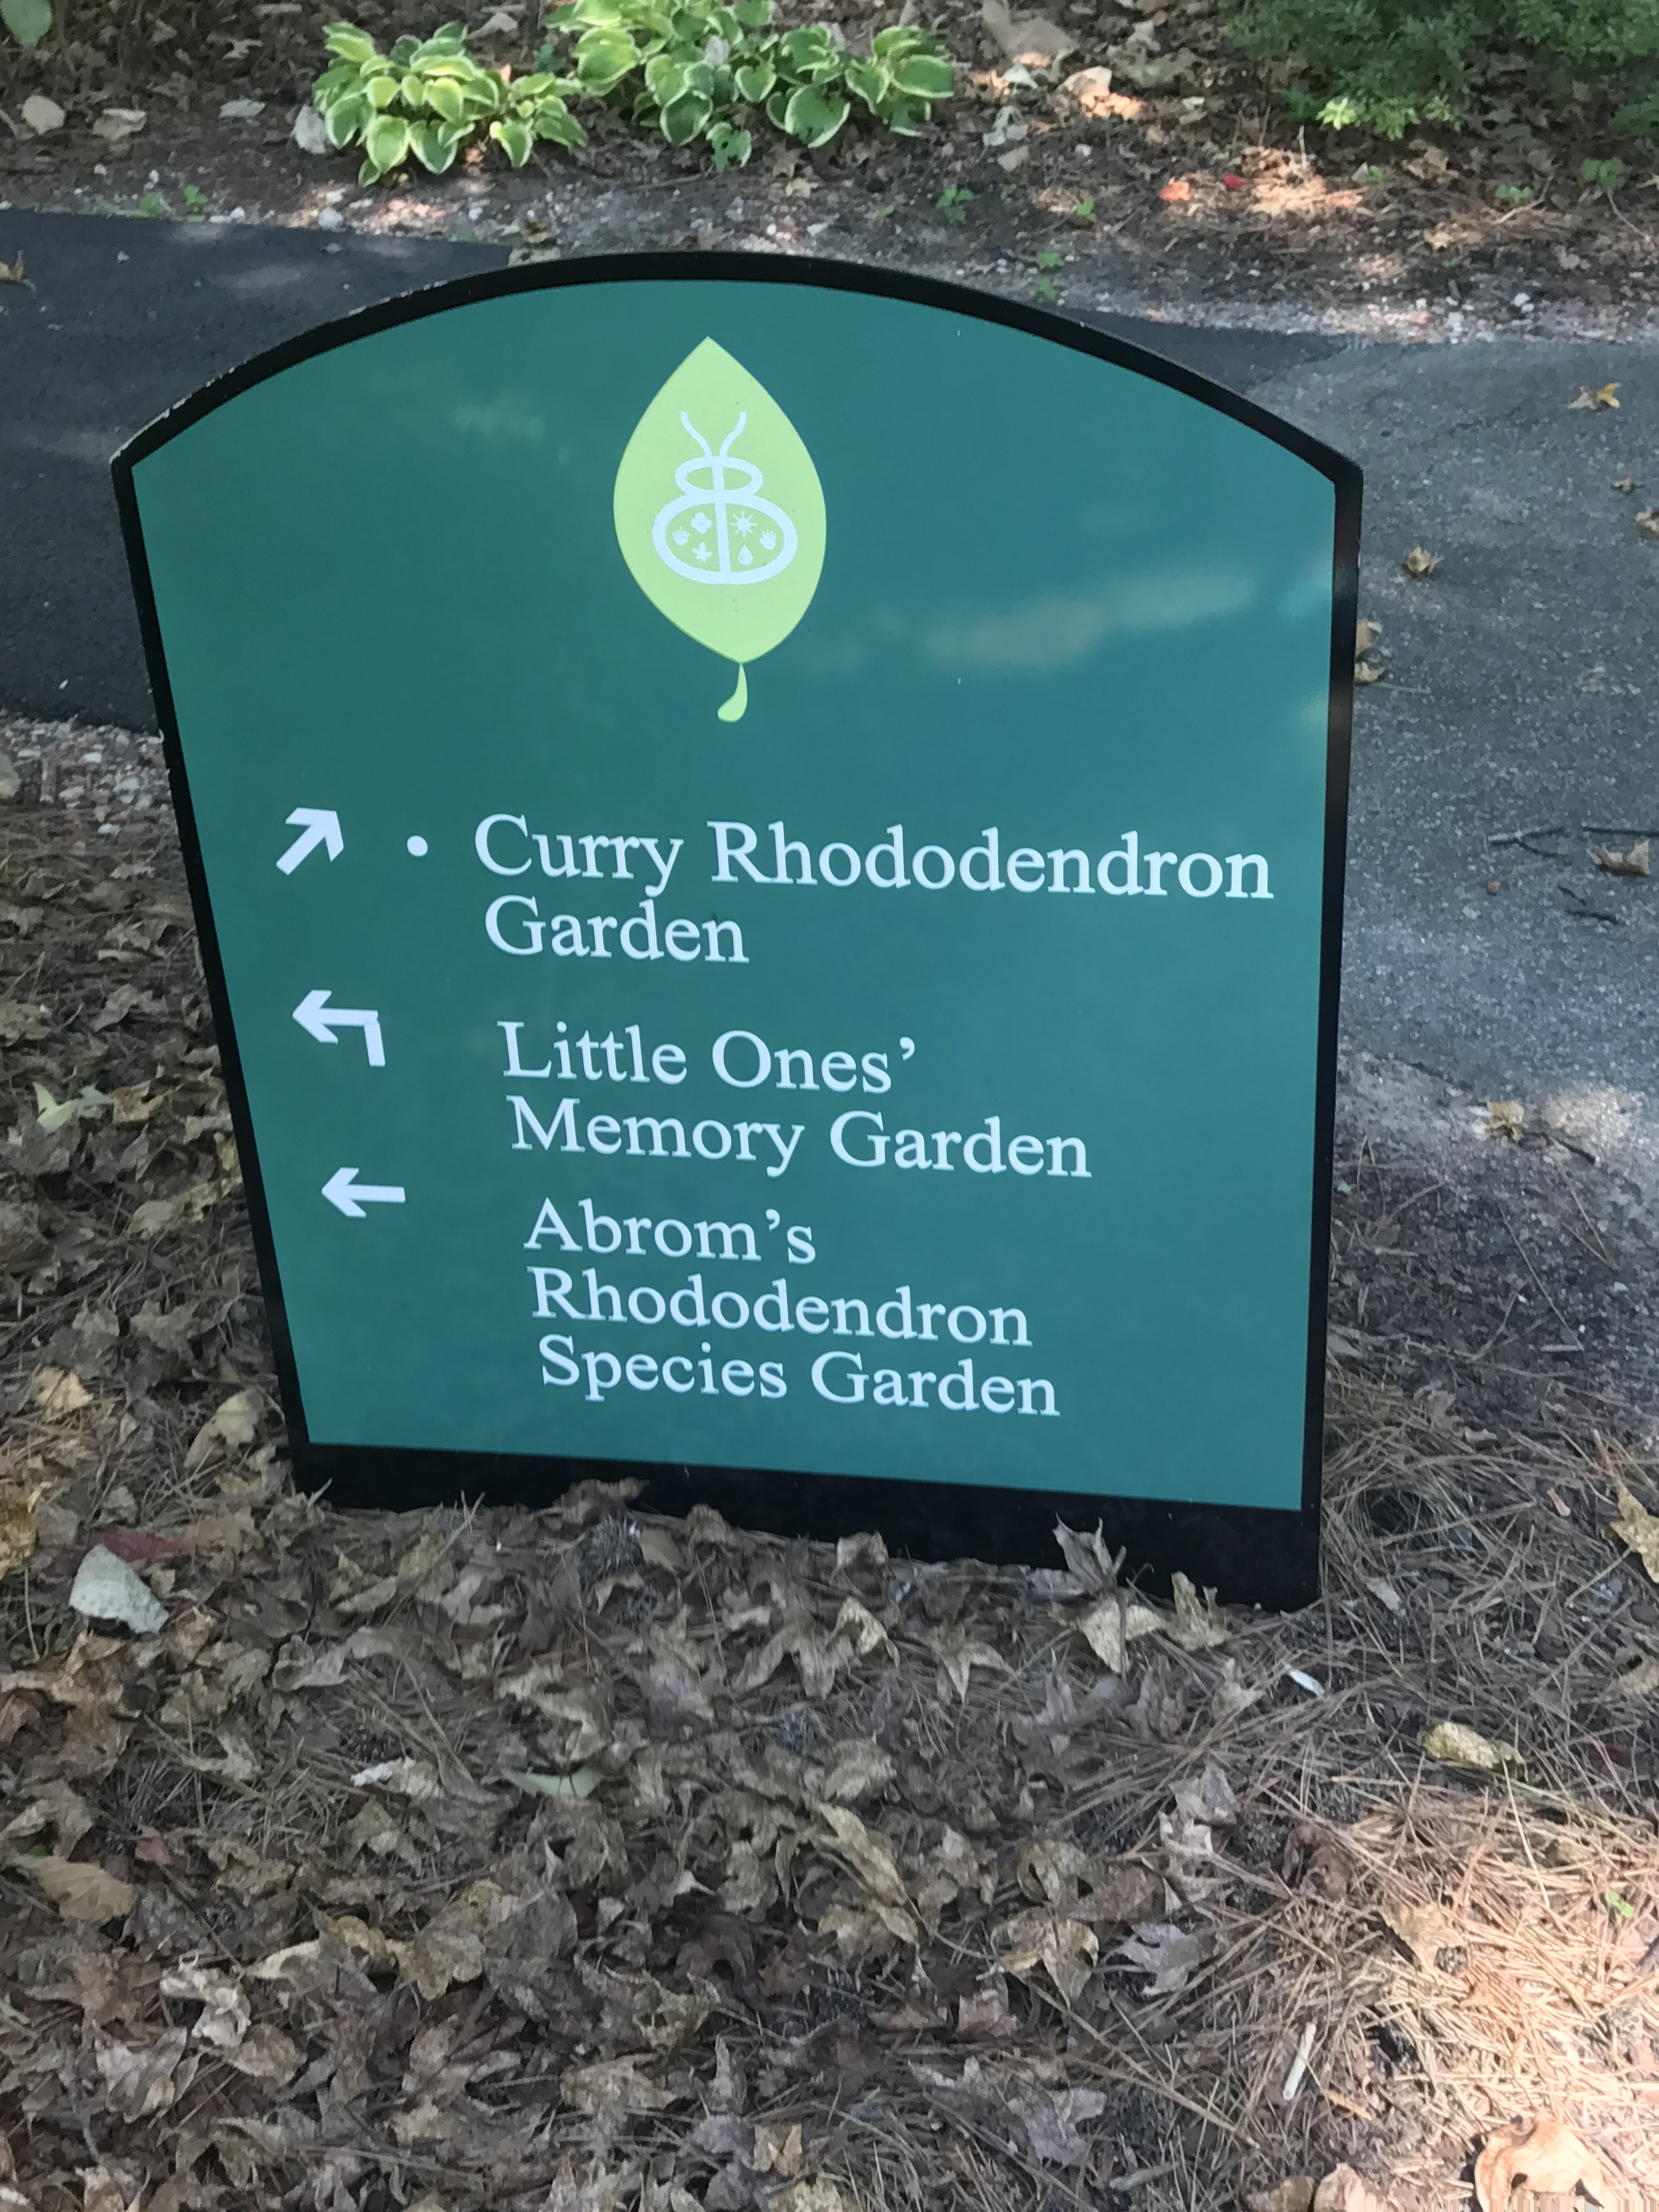 • Curry Rhododendron
Garden
Little Ones’
Memory Garden
Abrom’s
Rhododendron
Species Garden